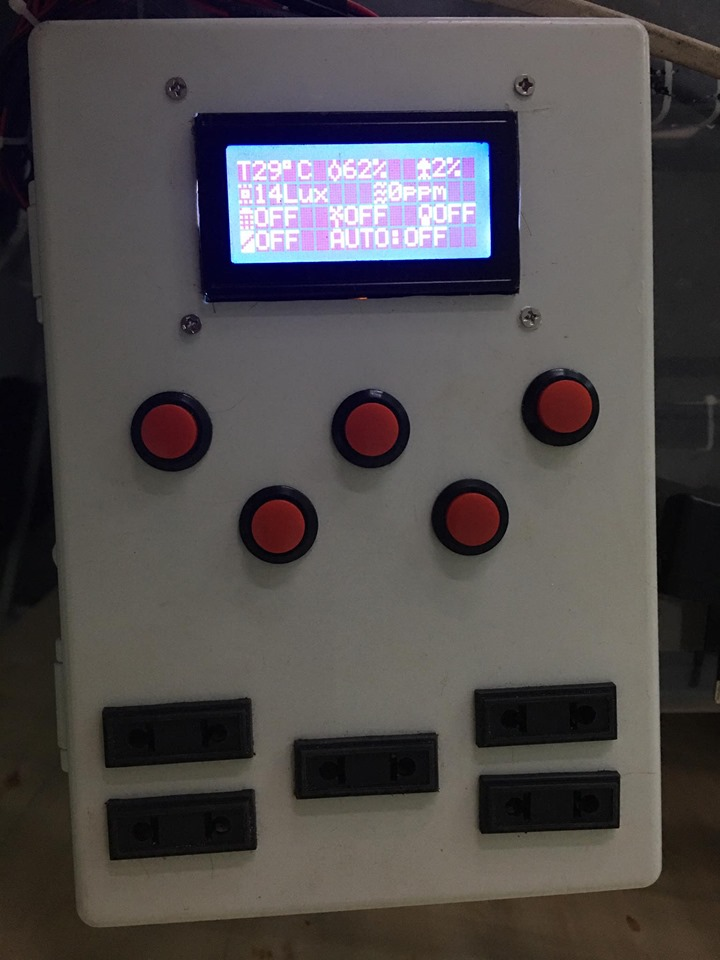 T29°C 62% 2%
14Lux 0ppm
OFF OFF OFF
OFF AUTO:OFF